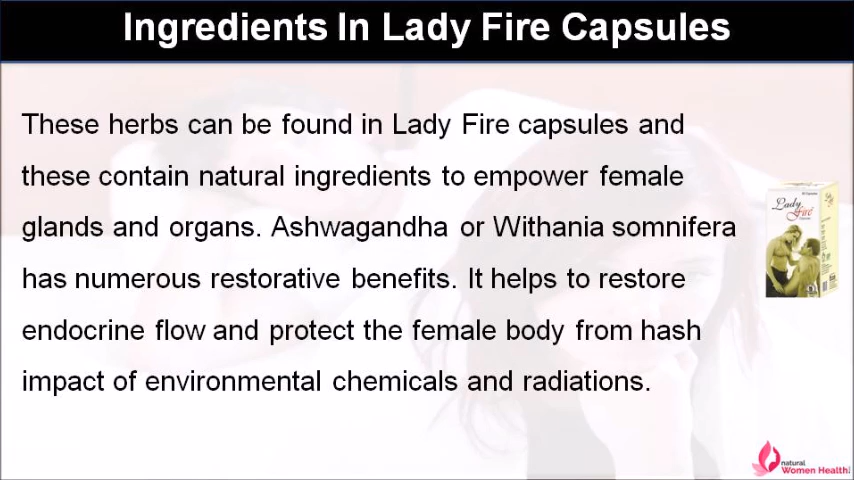 Ingredients In Lady Fire Capsules
These herbs can be found in Lady Fire capsules and
these contain natural ingredients to empower female
glands and organs. Ashwagandha or Withania somnifera
has numerous restorative benefits. It helps to restore
endocrine flow and protect the female body from hash
impact of environmental chemicals and radiations.
Lady
Fire
natural
Women Health